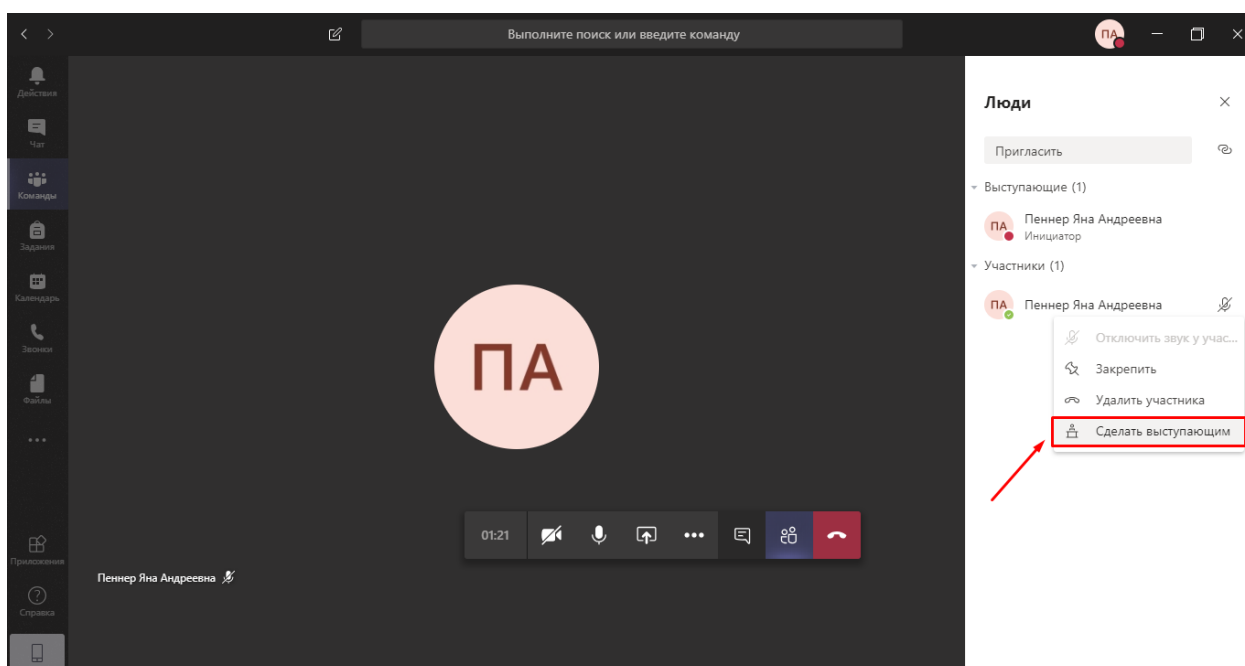 Выполните поиск или введите команду
ПА
Действия
Чат
Команды
Задания
Календарь
Звонки
Файлы
Приложения
Справка
ПА
01:21
Пеннер Яна Андреевна
Люди
Пригласить
Выступающие (1)
ПА
Пеннер Яна Андреевна
Инициатор
Участники (1)
ПА
Пеннер Яна Андреевна
Отключить звук у учас...
Закрепить
Удалить участника
Сделать выступающим